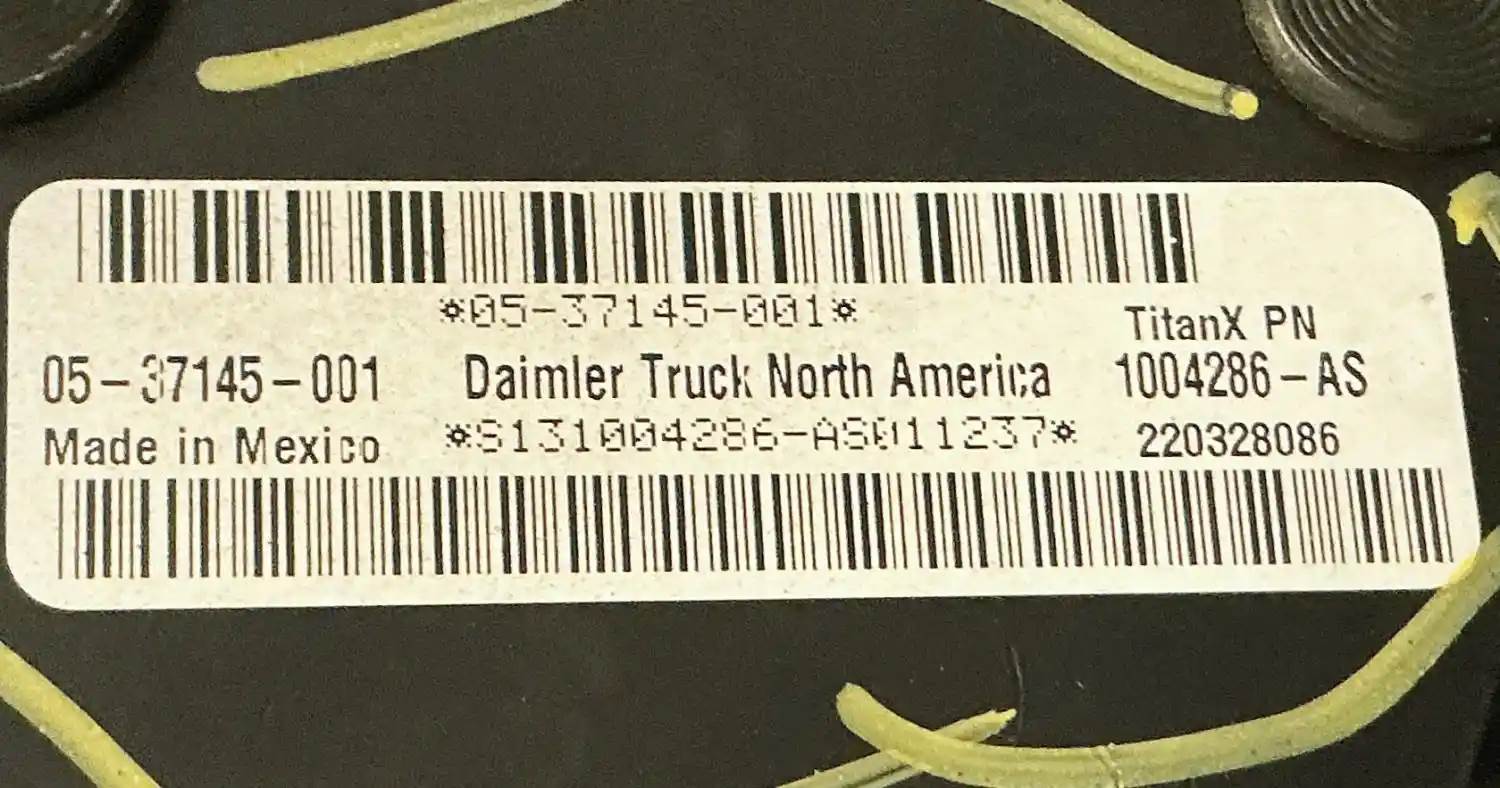 *05-37145-001*
TitanX PN
05-37145-001 Daimler Truck North America 1004286-AS
Made in Mexico *S131004286-AS011237* 220328086